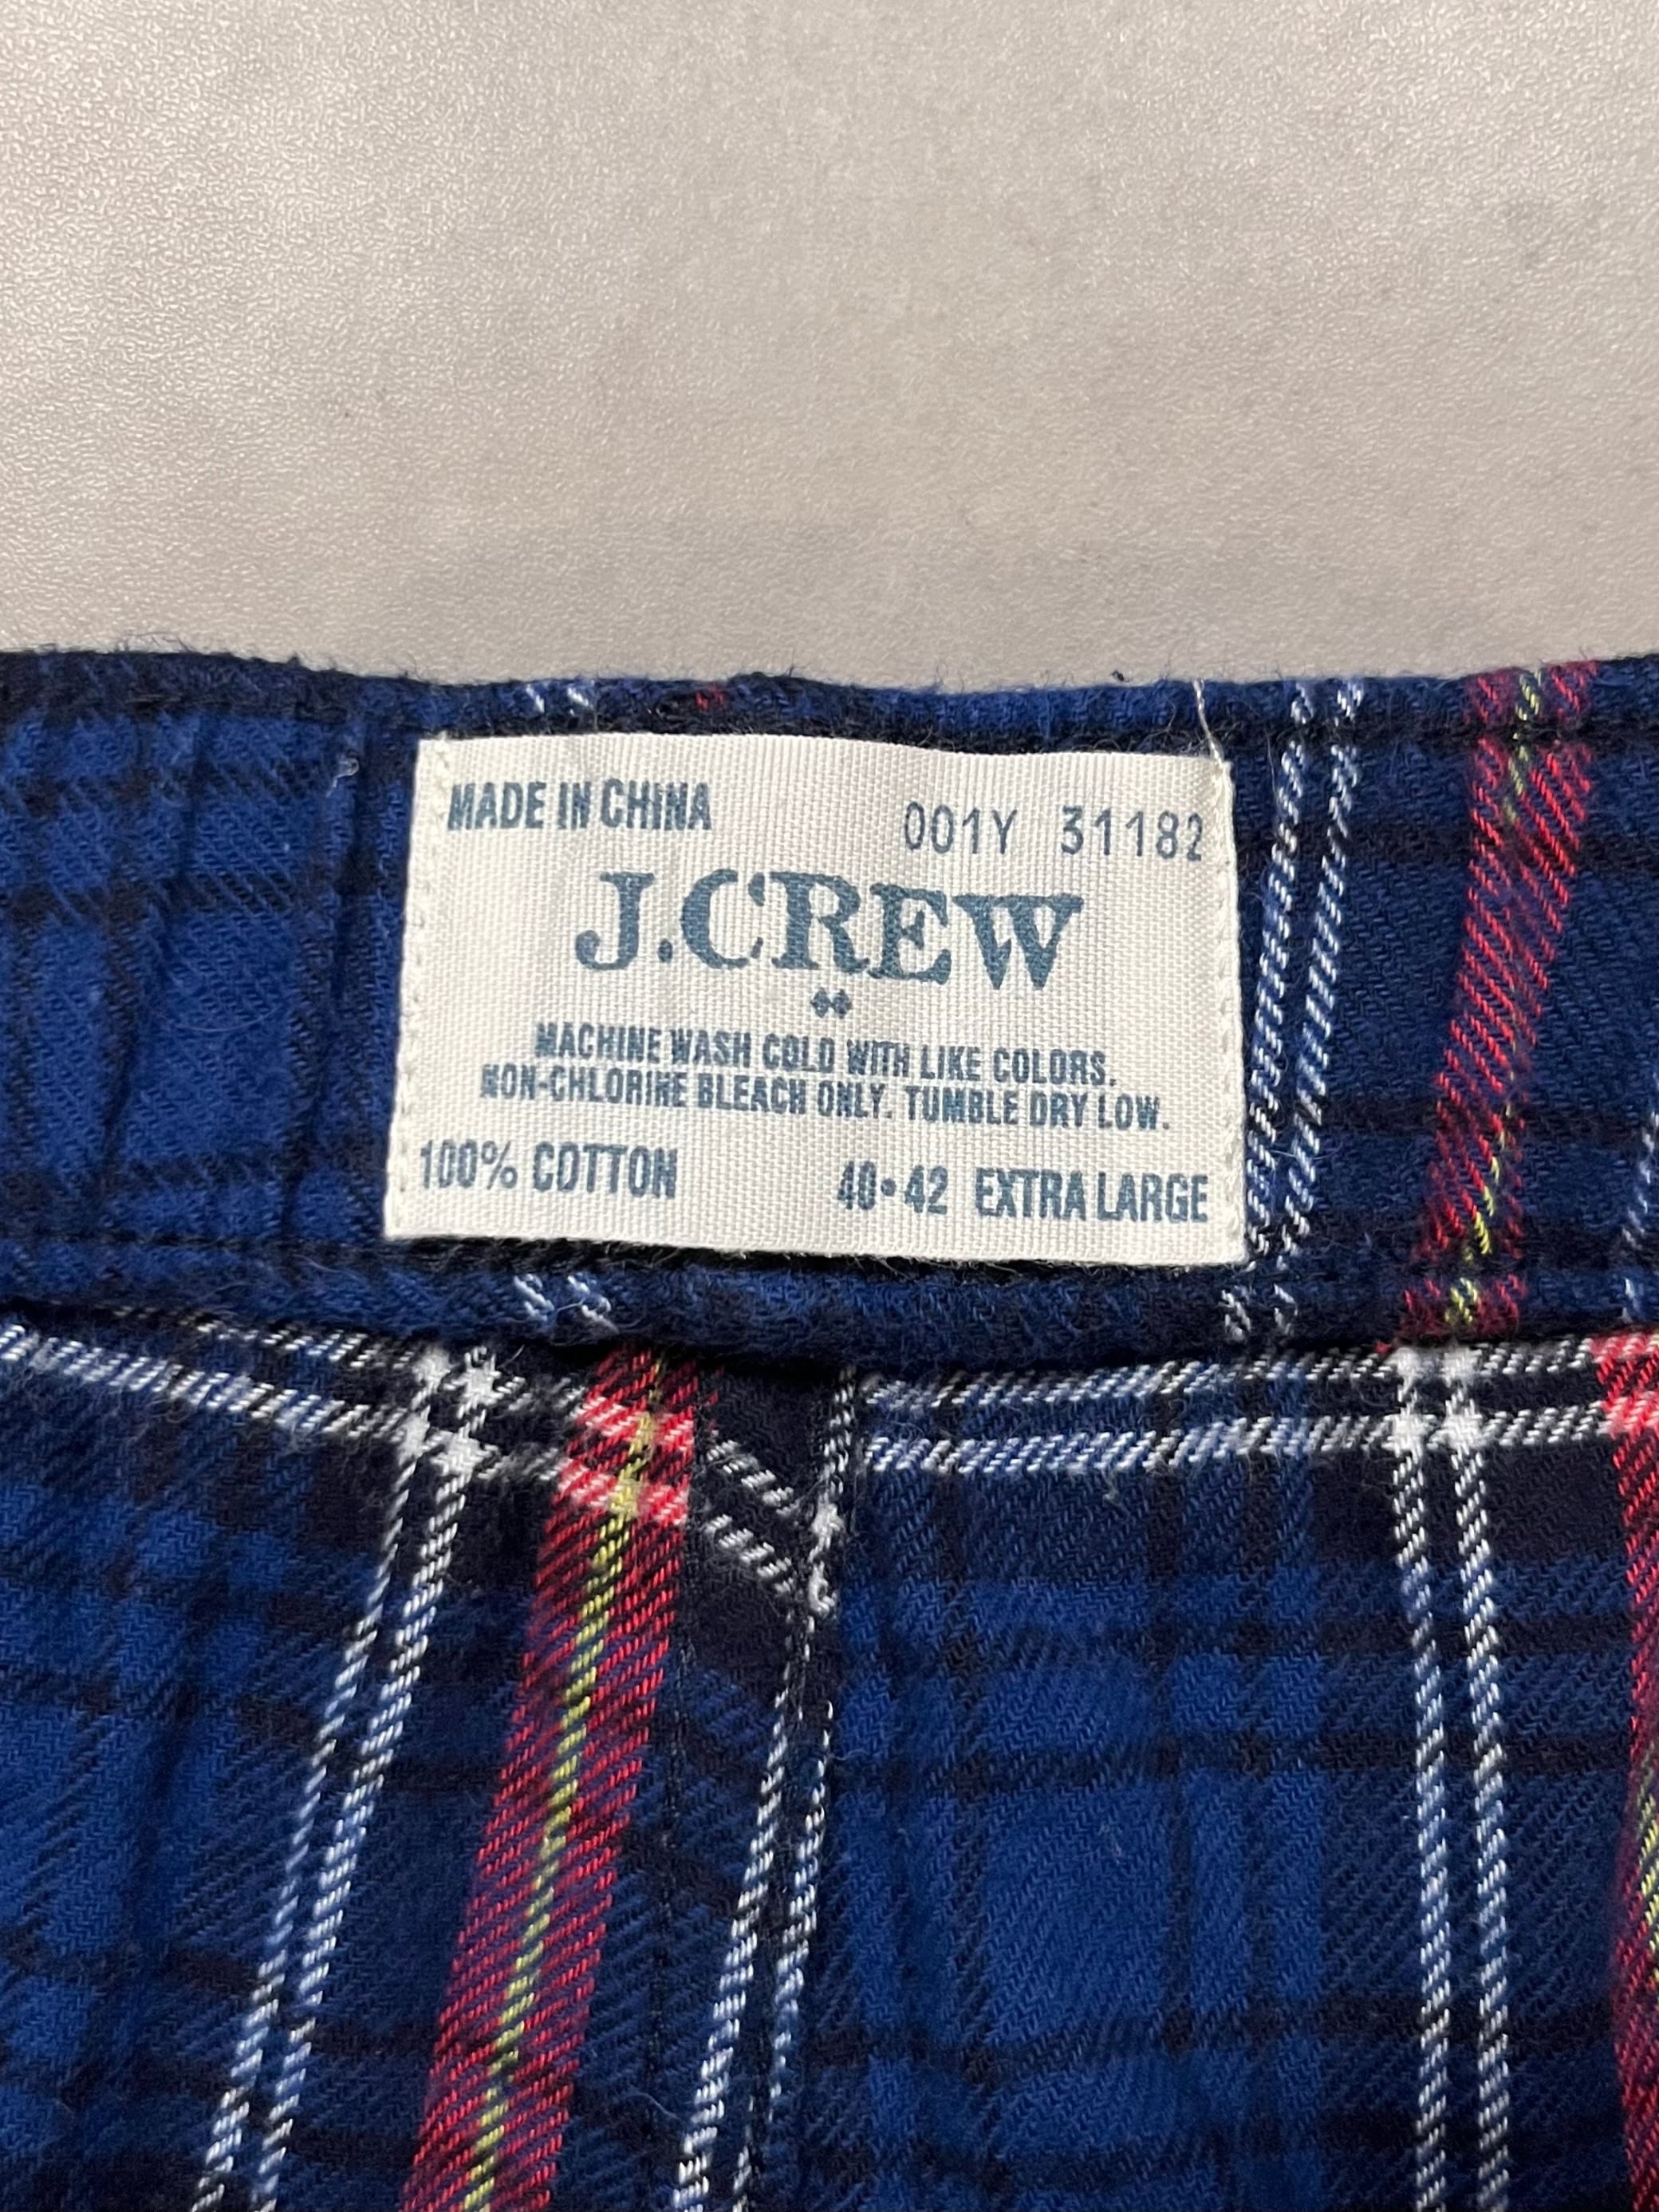 MADE IN CHINA 001Y 31182
J.CREW
MACHINE WASH COLD WITH LIKE COLORS.
NON-CHLORINE BLEACH ONLY. TUMBLE DRY LOW.
100% COTTON 40•42 EXTRA LARGE